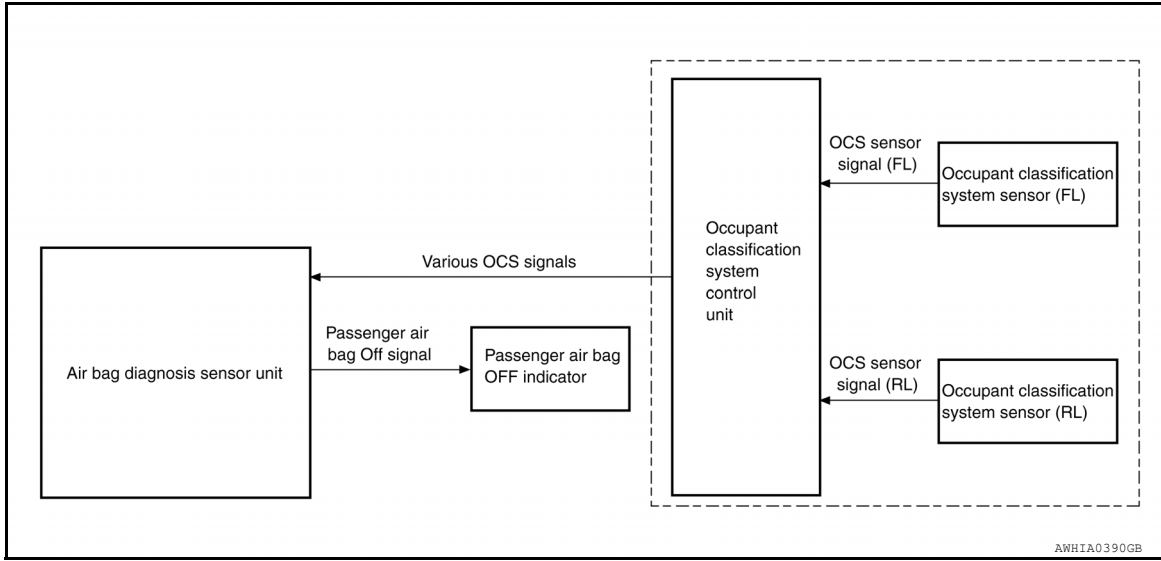 OCS sensor
signal (FL)
Occupant classification
system sensor (FL)
Occupant
classification
system
control
unit
Various OCS signals
Passenger air
bag Off signal
Passenger air bag
OFF indicator
Air bag diagnosis sensor unit
OCS sensor
signal (RL)
Occupant classification
system sensor (RL)
AWHIA0390GB